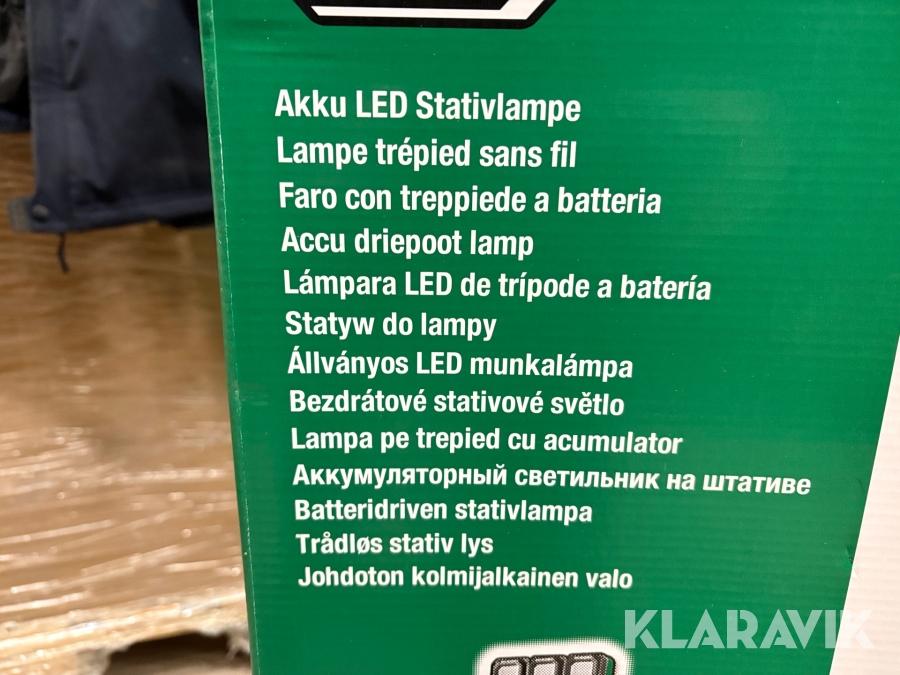 Akku LED Stativlampe
Lampe trépied sans fil
Faro con treppiede a batteria
Accu driepoot lamp
Lámpara LED de trípode a batería
Statyw do lampy
Állványos LED munkalámpa
Bezdrátové stativové světlo
Lampa pe trepied cu acumulator
Аккумуляторный светильник на штативе
Batteridriven stativlampa
Trådløs stativ lys
Johdoton kolmijalkainen valo
KLARAVIK